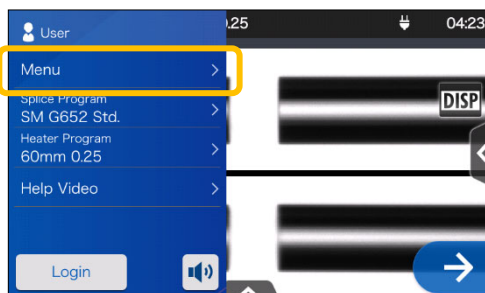 User
.25
04:23
Menu
Splice Program
SM G652 Std.
DISP
Heater Program
60mm 0.25
Help Video
Login